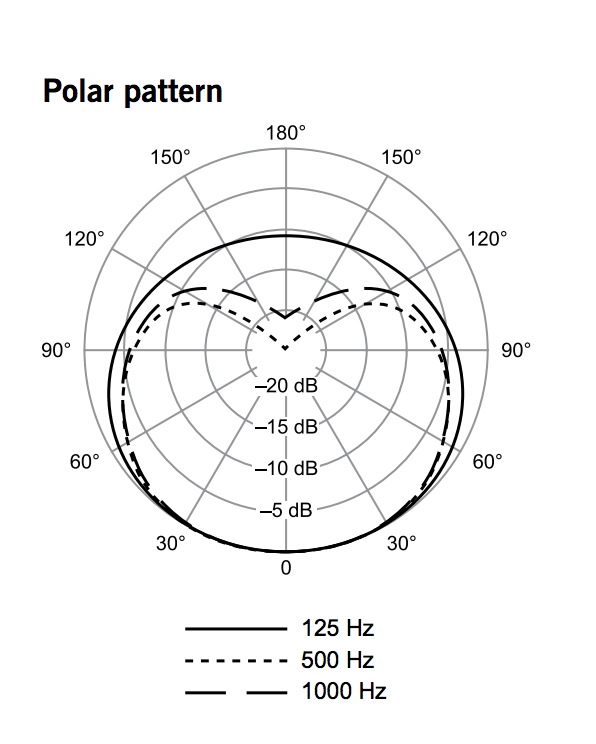 Polar pattern
180°
150° 150°
120° 120°
90° 90°
–20 dB
–15 dB
60° 60°
–10 dB
–5 dB
30° 30°
0
125 Hz
500 Hz
1000 Hz